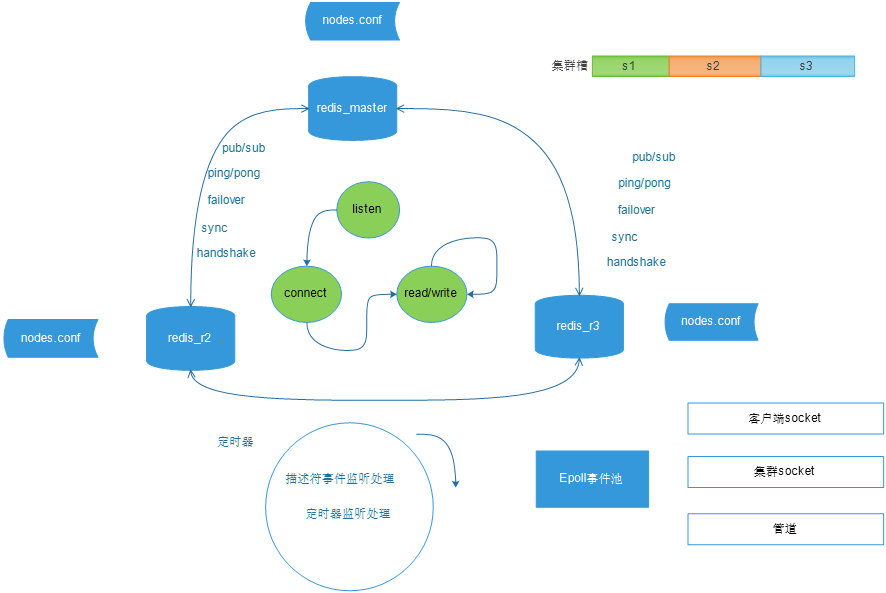 nodes.conf
集群槽
s1
s2
s3
redis_master
pub/sub
ping/pong
failover
sync
handshake
pub/sub
ping/pong
failover
sync
handshake
listen
connect
read/write
nodes.conf
redis_r2
redis_r3
nodes.conf
定时器
描述符事件监听处理
定时器监听处理
Epoll事件池
客户端socket
集群socket
管道